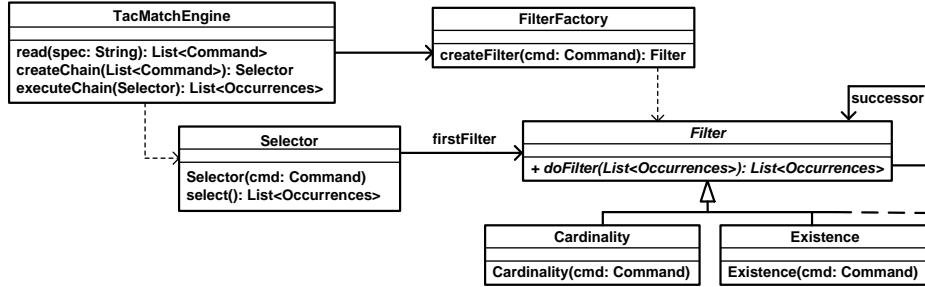 TacMatchEngine
read(spec: String): List<Command>
createChain(List<Command>): Selector
executeChain(Selector): List<Occurrences>
FilterFactory
createFilter(cmd: Command): Filter
successor
Selector
Selector(cmd: Command)
select(): List<Occurrences>
firstFilter
Filter
+ doFilter(List<Occurrences>): List<Occurrences>
Cardinality
Cardinality(cmd: Command)
Existence
Existence(cmd: Command)